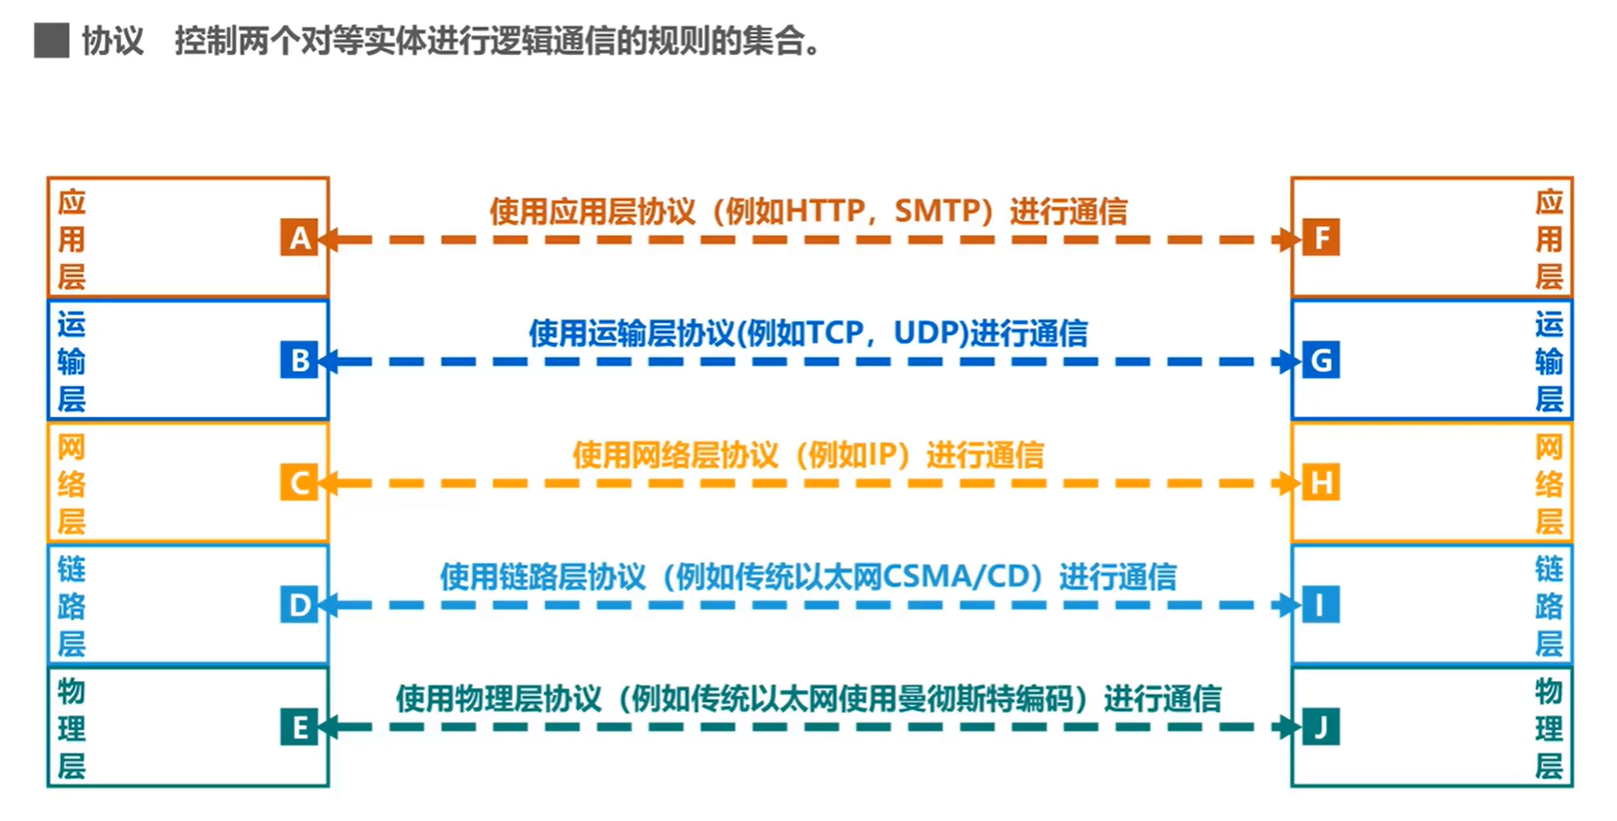 协议 控制两个对等实体进行逻辑通信的规则的集合。
应用层
A
使用应用层协议（例如HTTP，SMTP）进行通信
F
应用层
运输层
B
使用运输层协议(例如TCP，UDP)进行通信
G
运输层
网络层
C
使用网络层协议（例如IP）进行通信
H
网络层
链路层
D
使用链路层协议（例如传统以太网CSMA/CD）进行通信
I
链路层
物理层
E
使用物理层协议（例如传统以太网使用曼彻斯特编码）进行通信
J
物理层